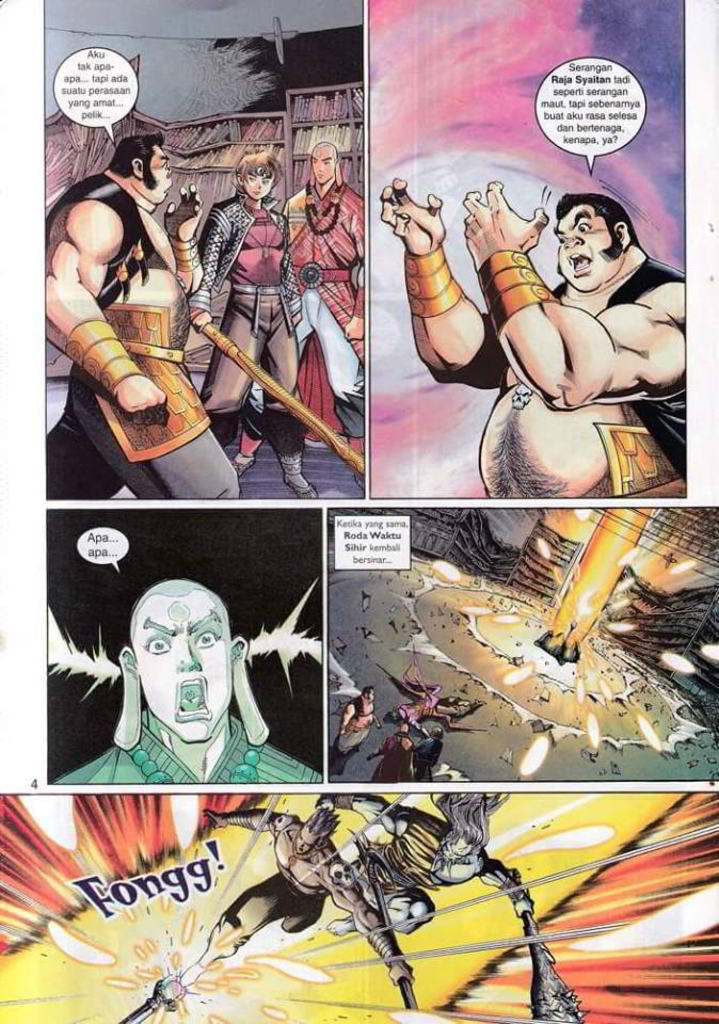 Aku
tak apa-
apa... tapi ada
suatu perasaan
yang amat...
pelik...
Serangan
Raja Syaitan tadi
seperti serangan
maut, tapi sebenarnya
buat aku rasa selesa
dan bertenaga,
kenapa, ya?
Apa...
apa...
Ketika yang sama,
Roda Waktu
Sihir kembali
bersinar...
4
Fongg!